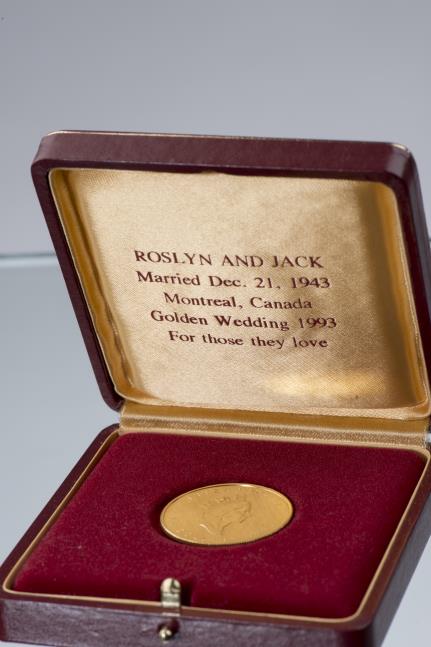 ROSLYN AND JACK
Married Dec. 21, 1943
Montreal, Canada
Golden Wedding 1993
For those they love